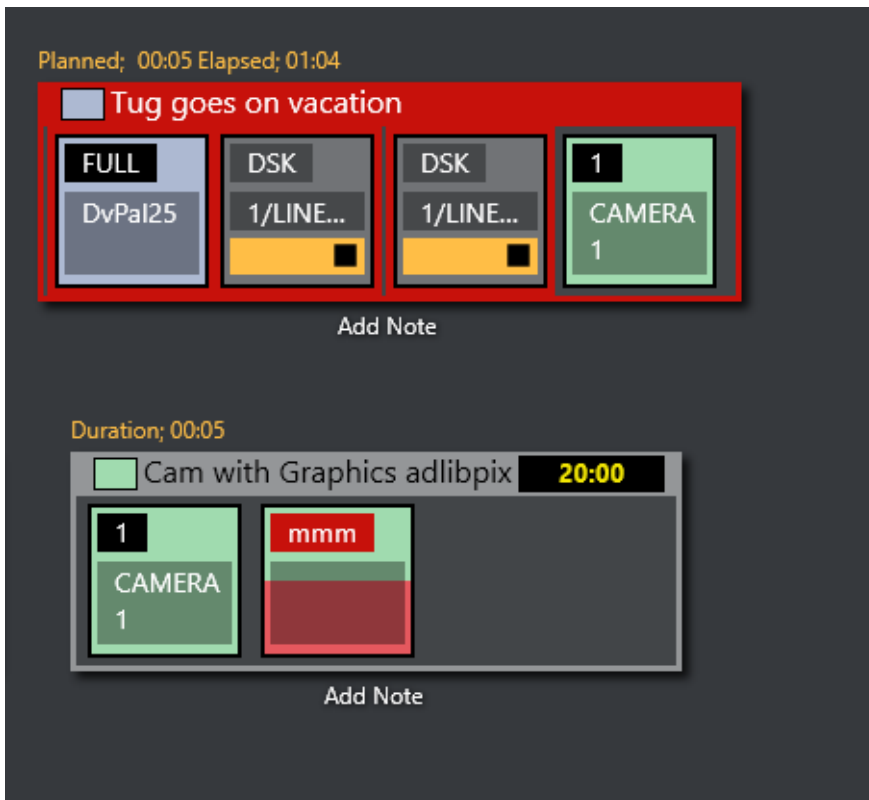 Planned;  00:05 Elapsed; 01:04
Tug goes on vacation
FULL DSK DSK 1
DvPal25 1/LINE... 1/LINE... CAMERA
1
Add Note
Duration; 00:05
Cam with Graphics adlibpix 20:00
1 mmm
CAMERA
1
Add Note